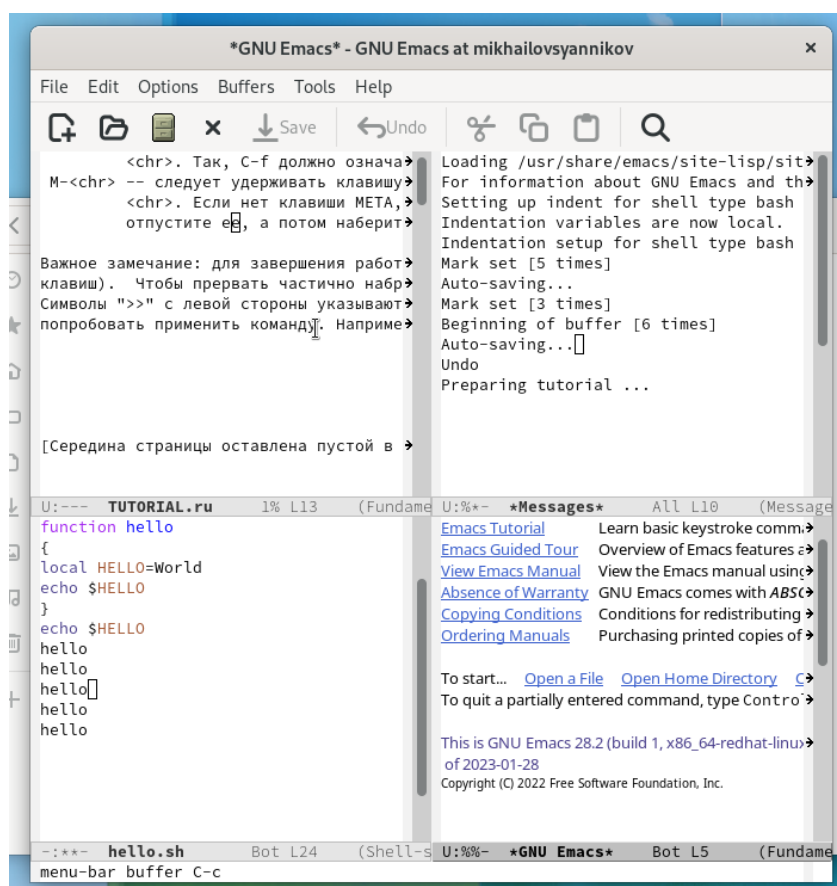 *GNU Emacs* - GNU Emacs at mikhailovsyannikov
File Edit Options Buffers Tools Help
Save Undo
<chr>. Так, C-f должно означа
M-<chr> -- следует удерживать клавишу
<chr>. Если нет клавиши META,
отпустите ее, а потом наберит
Важное замечание: для завершения работ
клавиш). Чтобы прервать частично набр
Символы ">>" с левой стороны указывают
попробовать применить команду. Наприме
[Середина страницы оставлена пустой в
U:--- TUTORIAL.ru 1% L13 (Fundame
Loading /usr/share/emacs/site-lisp/sit
For information about GNU Emacs and th
Setting up indent for shell type bash
Indentation variables are now local.
Indentation setup for shell type bash
Mark set [5 times]
Auto-saving...
Mark set [3 times]
Beginning of buffer [6 times]
Auto-saving...
Undo
Preparing tutorial ...
U:%*- *Messages* All L10 (Message
function hello
{
local HELLO=World
echo $HELLO
}
echo $HELLO
hello
hello
hello
hello
hello
-:**- hello.sh Bot L24 (Shell-s
Emacs Tutorial Learn basic keystroke comm
Emacs Guided Tour Overview of Emacs features a
View Emacs Manual View the Emacs manual using
Absence of Warranty GNU Emacs comes with ABSO
Copying Conditions Conditions for redistributing
Ordering Manuals Purchasing printed copies of
To start... Open a File Open Home Directory C
To quit a partially entered command, type Contro
This is GNU Emacs 28.2 (build 1, x86_64-redhat-linux
of 2023-01-28
Copyright (C) 2022 Free Software Foundation, Inc.
U:%%- *GNU Emacs* Bot L5 (Fundame
menu-bar buffer C-c